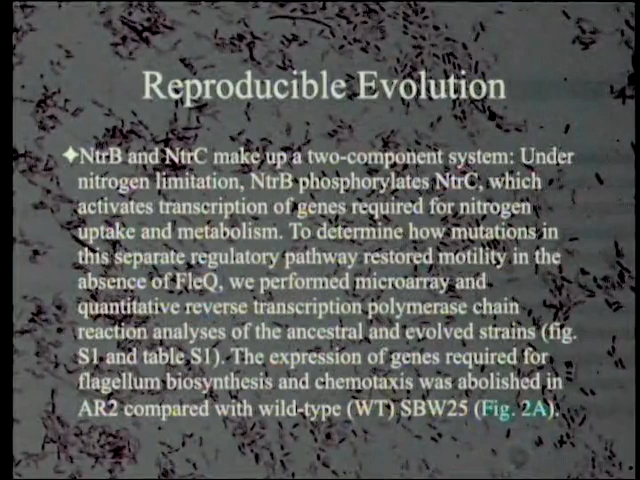 Reproducible Evolution
✦NtrB and NtrC make up a two-component system: Under
nitrogen limitation, NtrB phosphorylates NtrC, which
activates transcription of genes required for nitrogen
uptake and metabolism. To determine how mutations in
this separate regulatory pathway restored motility in the
absence of FleQ, we performed microarray and
quantitative reverse transcription polymerase chain
reaction analyses of the ancestral and evolved strains (fig.
S1 and table S1). The expression of genes required for
flagellum biosynthesis and chemotaxis was abolished in
AR2 compared with wild-type (WT) SBW25 (Fig. 2A).